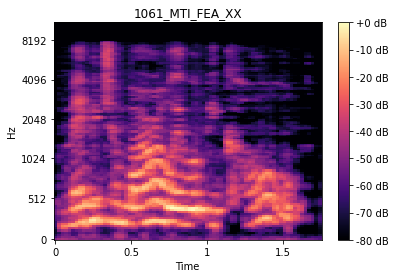 1061_MTI_FEA_XX
+0 dB
8192
-10 dB
4096
-20 dB
-30 dB
2048
Hz
-40 dB
1024
-50 dB
512
-60 dB
-70 dB
0
-80 dB
0
0.5
1
1.5
Time